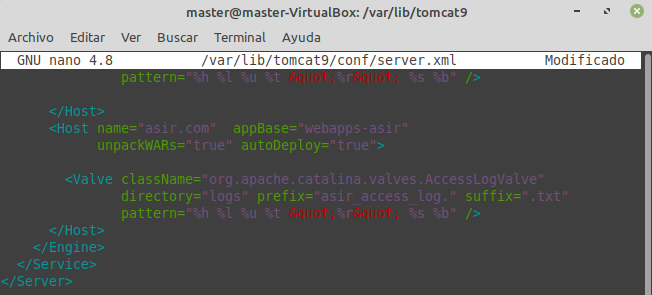 master@master-VirtualBox: /var/lib/tomcat9
Archivo Editar Ver Buscar Terminal Ayuda
GNU nano 4.8 /var/lib/tomcat9/conf/server.xml Modificado
pattern="%h %l %u %t &quot;%r&quot; %s %b" />
</Host>
<Host name="asir.com"  appBase="webapps-asir"
unpackWARs="true" autoDeploy="true">
<Valve className="org.apache.catalina.valves.AccessLogValve"
directory="logs" prefix="asir_access_log." suffix=".txt"
pattern="%h %l %u %t &quot;%r&quot; %s %b" />
</Host>
</Engine>
</Service>
</Server>